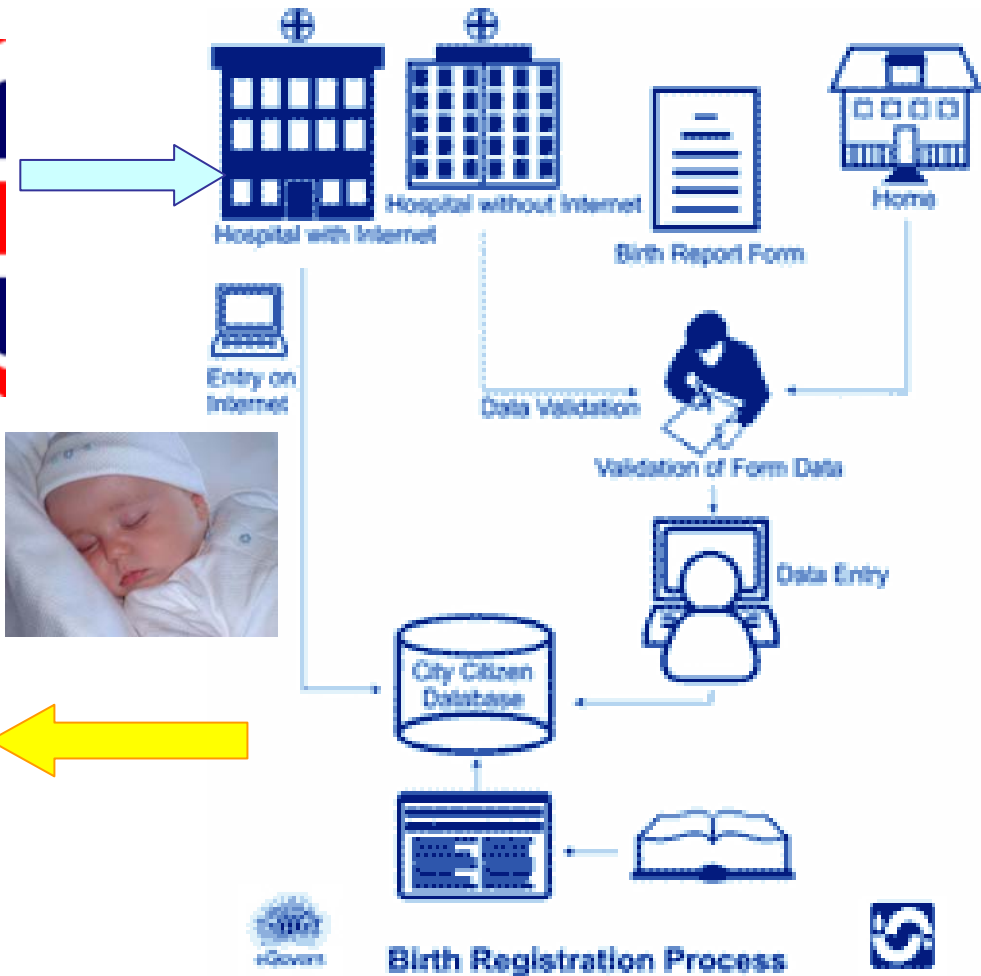 Hospital without Internet
Home
Hospital with Internet
Birth Report Form
Entry on
Internet
Data Validation
Validation of Form Data
Data Entry
City Citizen
Database
eGovern
Birth Registration Process